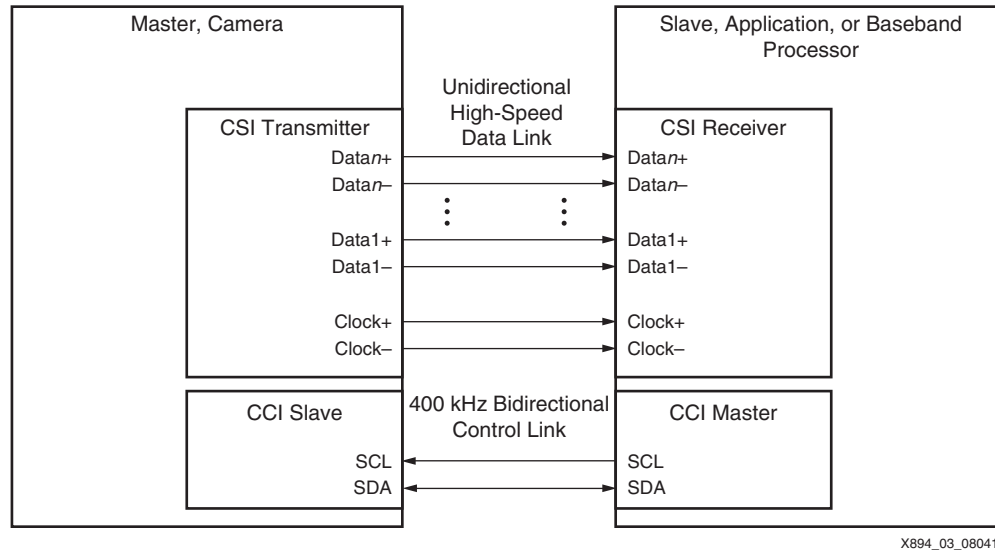 Master, Camera
Slave, Application, or Baseband
Processor
Unidirectional
High-Speed
Data Link
CSI Transmitter
Datan+
Datan–
Data1+
Data1–
Clock+
Clock–
CSI Receiver
Datan+
Datan–
Data1+
Data1–
Clock+
Clock–
CCI Slave
SCL
SDA
400 kHz Bidirectional
Control Link
CCI Master
SCL
SDA
X894_03_08041